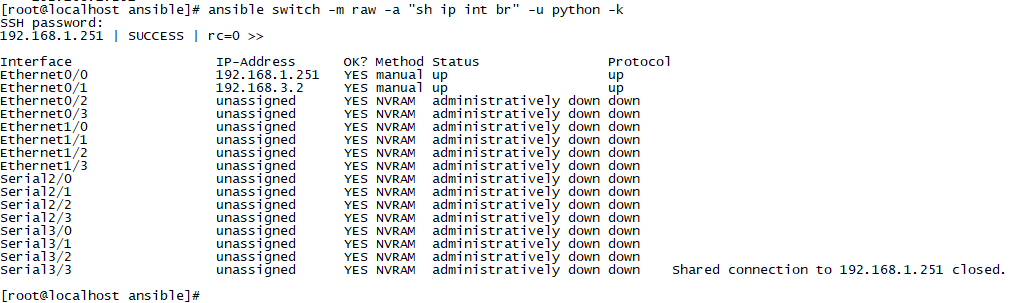 [root@localhost ansible]# ansible switch -m raw -a "sh ip int br" -u python -k
SSH password:
192.168.1.251 | SUCCESS | rc=0 >>
Interface                  IP-Address      OK? Method Status                Protocol
Ethernet0/0                192.168.1.251   YES manual up                    up
Ethernet0/1                192.168.3.2     YES manual up                    up
Ethernet0/2                unassigned      YES NVRAM  administratively down down
Ethernet0/3                unassigned      YES NVRAM  administratively down down
Ethernet1/0                unassigned      YES NVRAM  administratively down down
Ethernet1/1                unassigned      YES NVRAM  administratively down down
Ethernet1/2                unassigned      YES NVRAM  administratively down down
Ethernet1/3                unassigned      YES NVRAM  administratively down down
Serial2/0                  unassigned      YES NVRAM  administratively down down
Serial2/1                  unassigned      YES NVRAM  administratively down down
Serial2/2                  unassigned      YES NVRAM  administratively down down
Serial2/3                  unassigned      YES NVRAM  administratively down down
Serial3/0                  unassigned      YES NVRAM  administratively down down
Serial3/1                  unassigned      YES NVRAM  administratively down down
Serial3/2                  unassigned      YES NVRAM  administratively down down
Serial3/3                  unassigned      YES NVRAM  administratively down down    Shared connection to 192.168.1.251 closed.
[root@localhost ansible]#